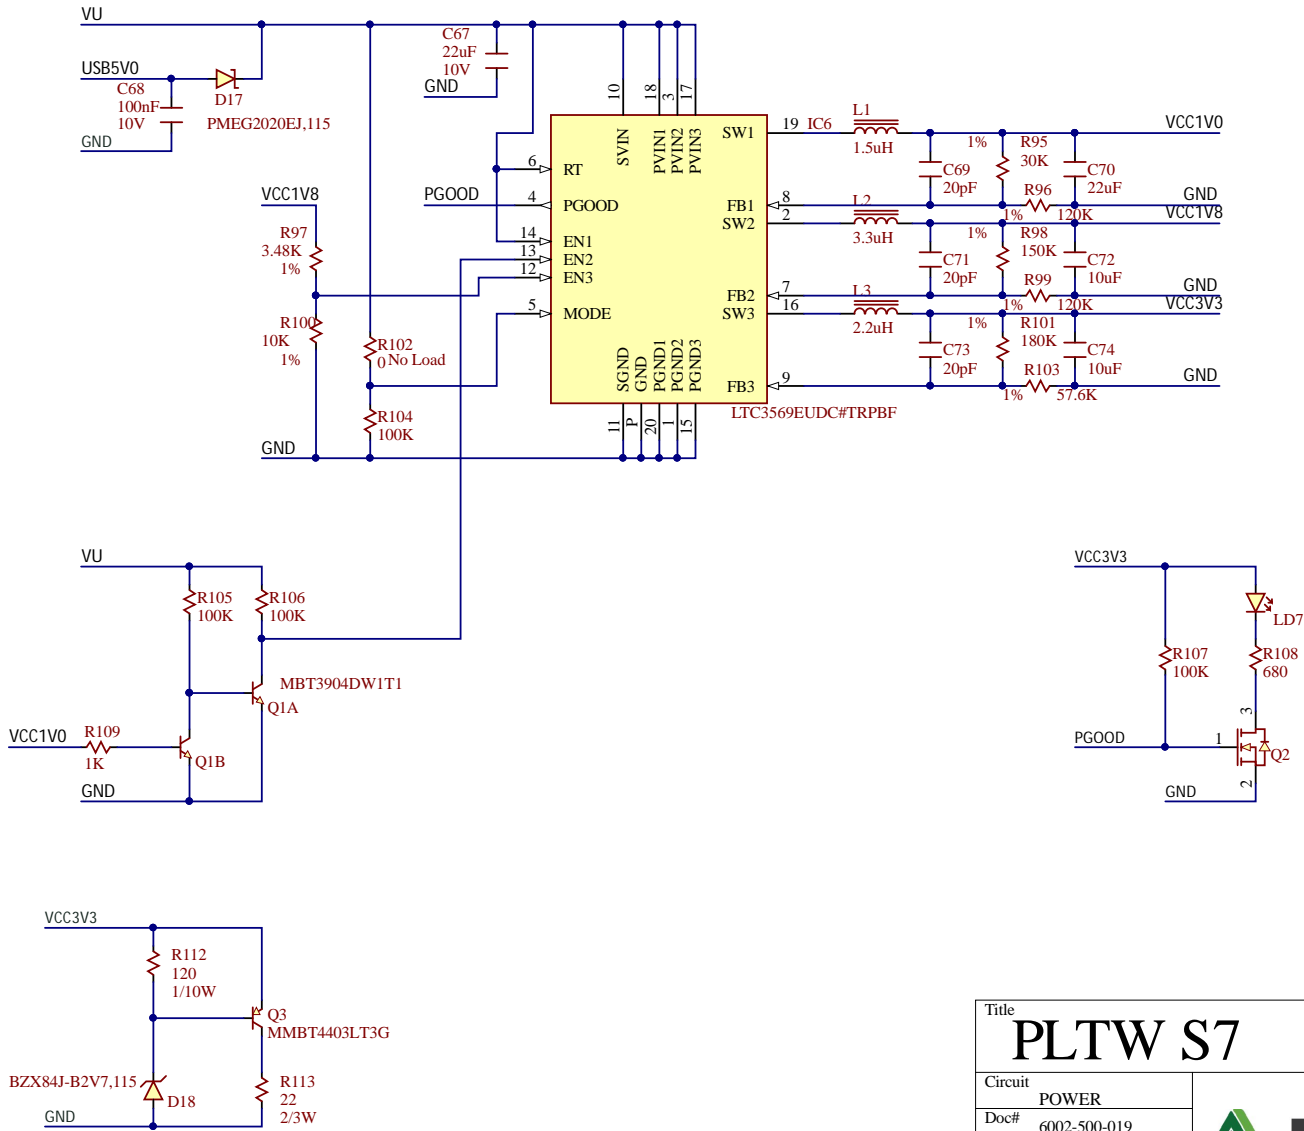 VU
USB5V0
C68
100nF
10V
GND
D17
PMEG2020EJ,115
C67
22uF
10V
GND
VCC1V8
R97
3.48K
1%
R100
10K
1%
GND
R102
0 No Load
R104
100K
PGOOD
10
18
3
17
SVIN
PVIN1
PVIN2
PVIN3
6
RT
4
PGOOD
14
EN1
13
EN2
12
EN3
5
MODE
SGND
GND
PGND1
PGND2
PGND3
11
P
20
1
15
SW1
19
IC6
FB1
8
SW2
2
FB2
7
SW3
16
FB3
9
LTC3569EUDC#TRPBF
L1
1.5uH
C69
20pF
1%
R95
30K
R96
1%
120K
C70
22uF
VCC1V0
GND
L2
3.3uH
C71
20pF
1%
R98
150K
R99
1%
120K
C72
10uF
VCC1V8
GND
L3
2.2uH
C73
20pF
1%
R101
180K
R103
1%
57.6K
C74
10uF
VCC3V3
GND
VU
R105
100K
R106
100K
MBT3904DW1T1
Q1A
VCC1V0
R109
1K
Q1B
GND
VCC3V3
LD7
R107
100K
R108
680
PGOOD
1
3
Q2
2
GND
VCC3V3
R112
120
1/10W
Q3
MMBT4403LT3G
BZX84J-B2V7,115
D18
R113
22
2/3W
GND
Title
PLTW S7
Circuit
POWER
Doc#
6002-500-019